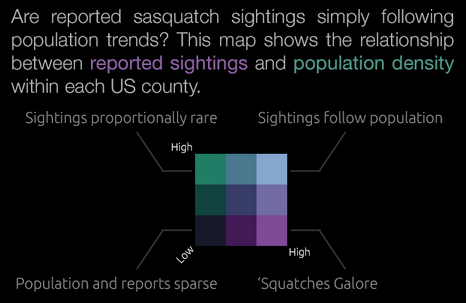 Are reported sasquatch sightings simply following
population trends? This map shows the relationship
between reported sightings and population density
within each US county.
Sightings proportionally rare
Sightings follow population
High
Low
High
Population and reports sparse
‘Squatches Galore